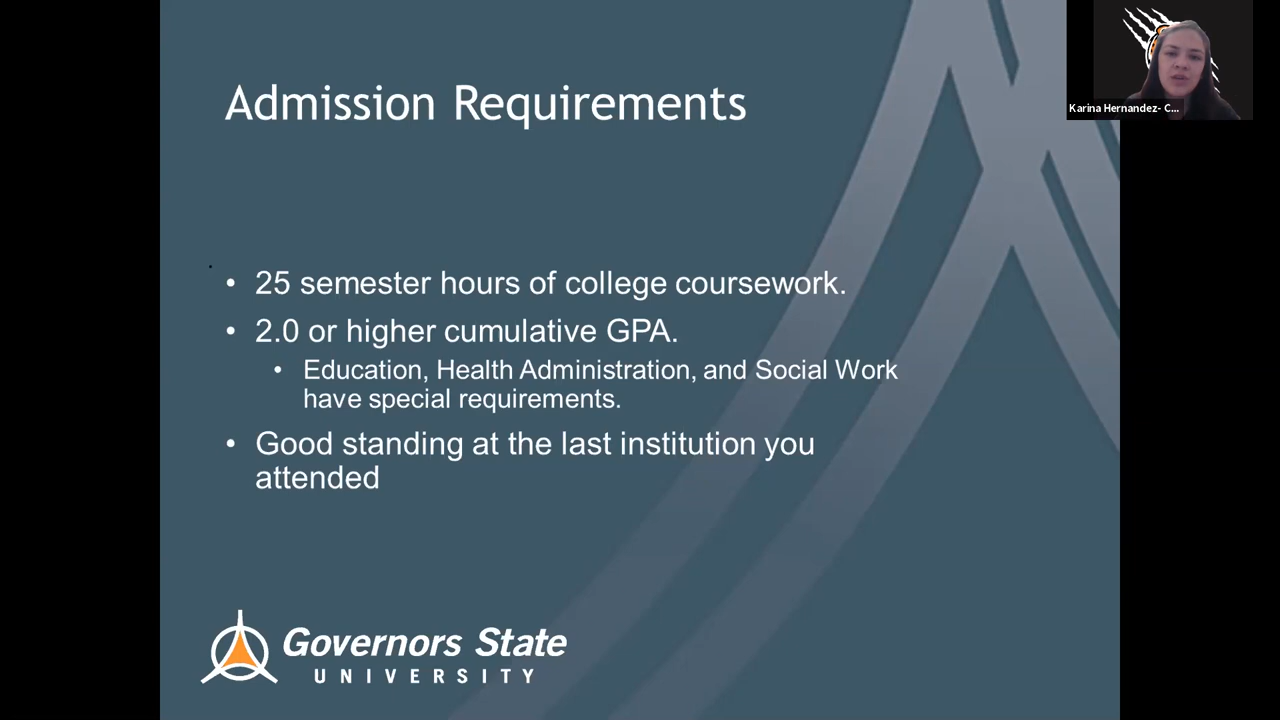 Admission Requirements
Karina Hernandez- C...
• 25 semester hours of college coursework.
• 2.0 or higher cumulative GPA.
• Education, Health Administration, and Social Work
have special requirements.
• Good standing at the last institution you
attended
Governors State
UNIVERSITY